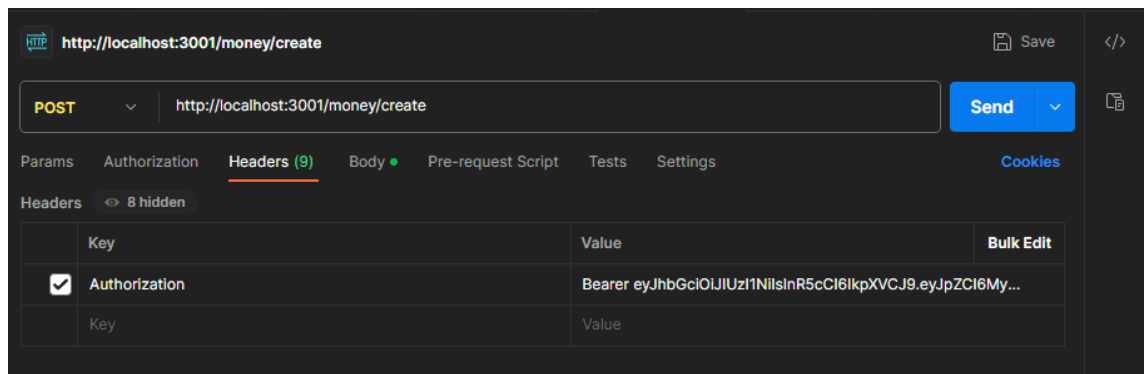 HTTP http://localhost:3001/money/create Save </>
POST http://localhost:3001/money/create Send
Params Authorization Headers (9) Body Pre-request Script Tests Settings Cookies
Headers 8 hidden
Key Value Bulk Edit
Authorization Bearer eyJhbGciOiJIUzI1NiIsInR5cCI6IkpXVCJ9.eyJpZCI6My...
Key Value